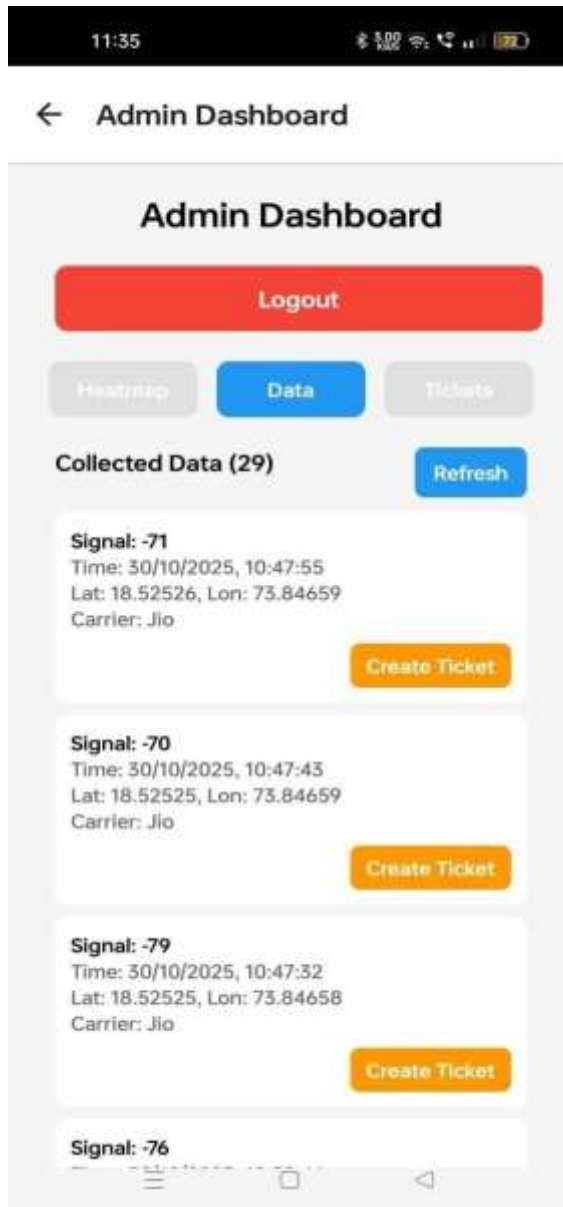 11:35
72
Admin Dashboard
Admin Dashboard
Logout
Heatmap Data Tickets
Collected Data (29)
Refresh
Signal: -71
Time: 30/10/2025, 10:47:55
Lat: 18.52526, Lon: 73.84659
Carrier: Jio
Create Ticket
Signal: -70
Time: 30/10/2025, 10:47:43
Lat: 18.52525, Lon: 73.84659
Carrier: Jio
Create Ticket
Signal: -79
Time: 30/10/2025, 10:47:32
Lat: 18.52525, Lon: 73.84658
Carrier: Jio
Create Ticket
Signal: -76